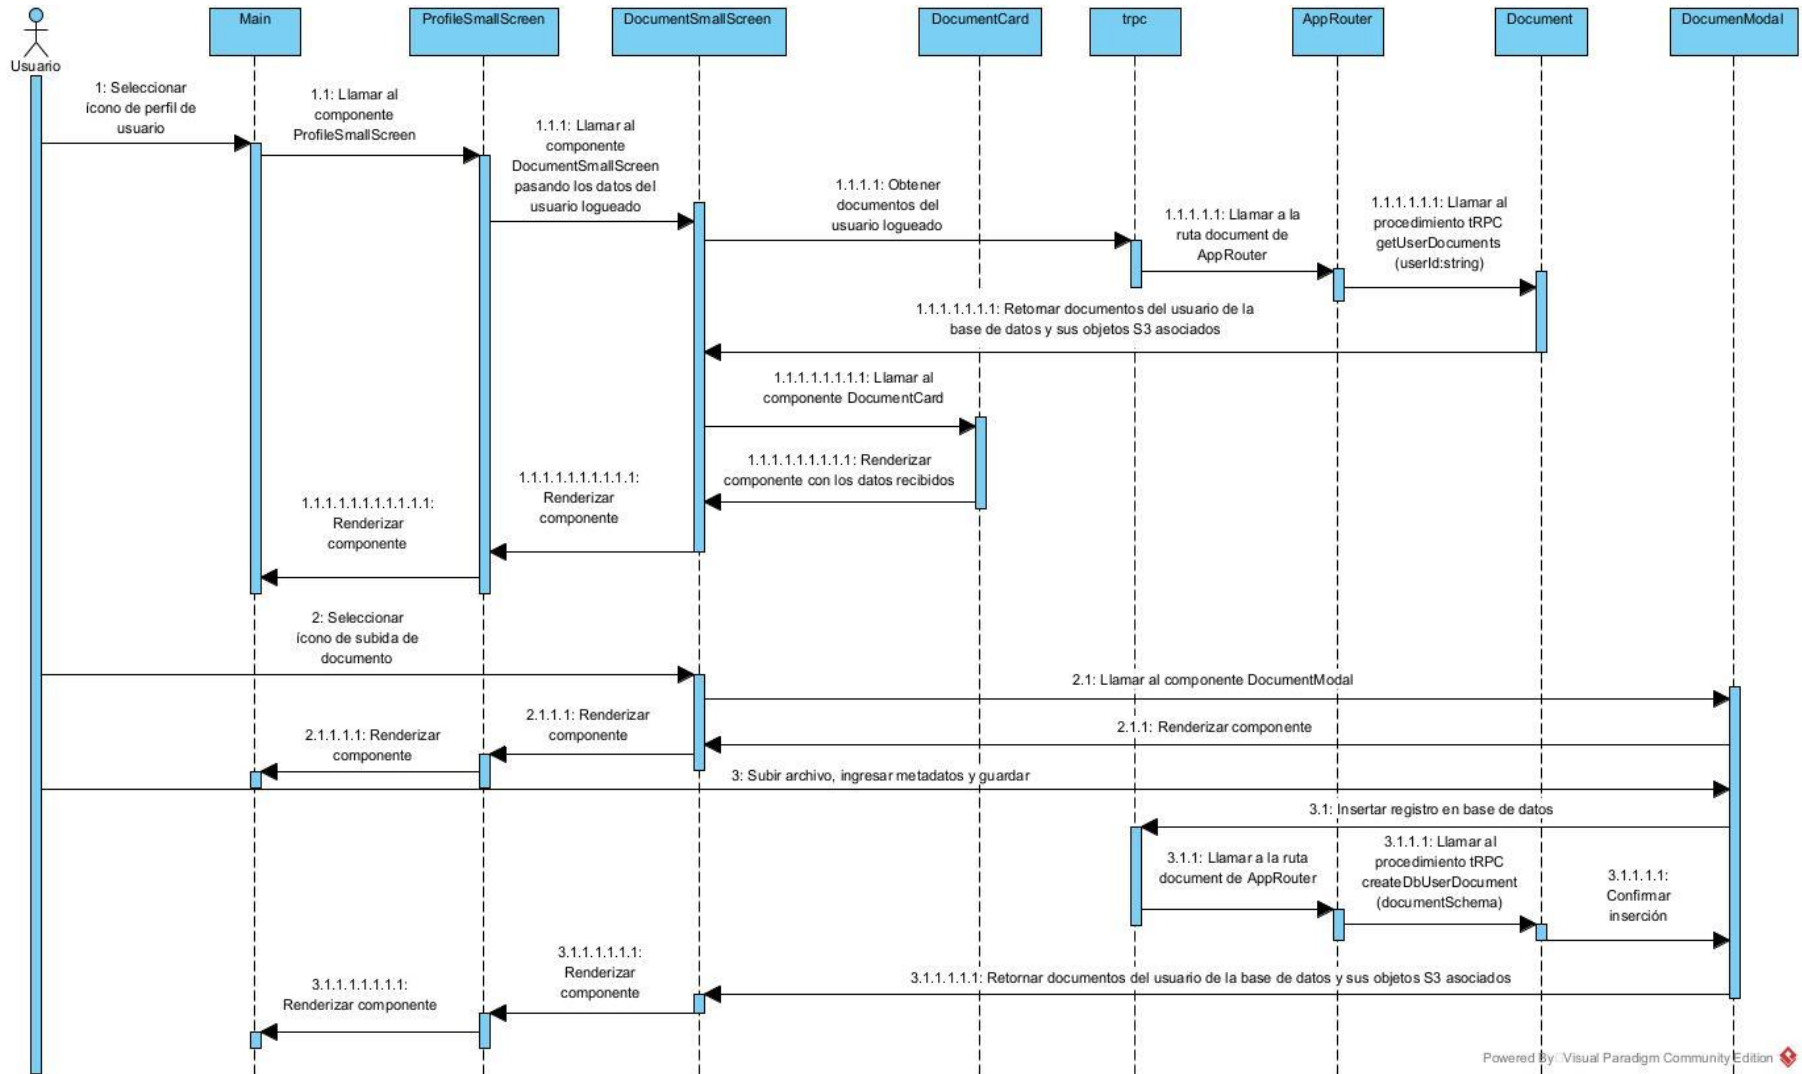 Main
ProfileSmallScreen
DocumentSmallScreen
DocumentCard
trpc
AppRouter
Document
DocumenModal
Usuario
1: Seleccionar
ícono de perfil de
usuario
1.1: Llamar al
componente
ProfileSmallScreen
1.1.1: Llamar al
componente
DocumentSmallScreen
pasando los datos del
usuario logueado
1.1.1.1: Obtener
documentos del
usuario logueado
1.1.1.1.1: Llamar a la
ruta document de
AppRouter
1.1.1.1.1.1: Llamar al
procedimiento tRPC
getUserDocuments
(userId:string)
1.1.1.1.1.1.1: Retornar documentos del usuario de la
base de datos y sus objetos S3 asociados
1.1.1.1.1.1.1.1: Llamar al
componente DocumentCard
1.1.1.1.1.1.1.1.1: Renderizar
componente con los datos recibidos
1.1.1.1.1.1.1.1.1.1:
Renderizar
componente
1.1.1.1.1.1.1.1.1.1.1:
Renderizar
componente
2: Seleccionar
ícono de subida de
documento
2.1: Llamar al componente DocumentModal
2.1.1: Renderizar componente
2.1.1.1: Renderizar
componente
2.1.1.1.1: Renderizar
componente
3: Subir archivo, ingresar metadatos y guardar
3.1: Insertar registro en base de datos
3.1.1: Llamar a la ruta
document de AppRouter
3.1.1.1: Llamar al
procedimiento tRPC
createDbUserDocument
(documentSchema)
3.1.1.1.1:
Confirmar
inserción
3.1.1.1.1.1: Retornar documentos del usuario de la base de datos y sus objetos S3 asociados
3.1.1.1.1.1.1:
Renderizar
componente
3.1.1.1.1.1.1.1:
Renderizar componente
Powered By Visual Paradigm Community Edition